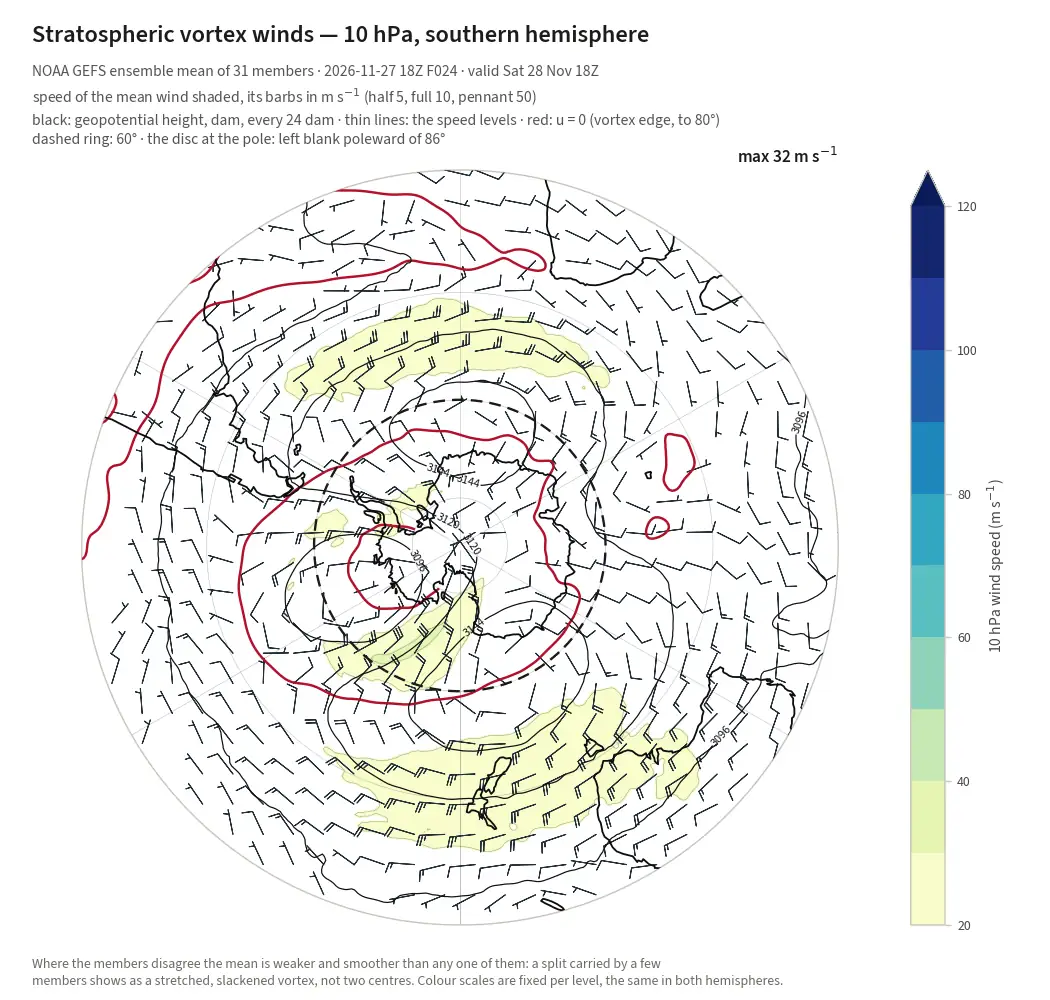 Stratospheric vortex winds — 10 hPa, southern hemisphere
NOAA GEFS ensemble mean of 31 members · 2026-11-27 18Z F024 · valid Sat 28 Nov 18Z
speed of the mean wind shaded, its barbs in m s⁻¹ (half 5, full 10, pennant 50)
black: geopotential height, dam, every 24 dam · thin lines: the speed levels · red: u = 0 (vortex edge, to 80°)
dashed ring: 60° · the disc at the pole: left blank poleward of 86°
max 32 m s⁻¹
120
100
80
60
40
20
10 hPa wind speed (m s⁻¹)
3096
3144
3144
3120
3120
3096
3096
Where the members disagree the mean is weaker and smoother than any one of them: a split carried by a few
members shows as a stretched, slackened vortex, not two centres. Colour scales are fixed per level, the same in both hemispheres.